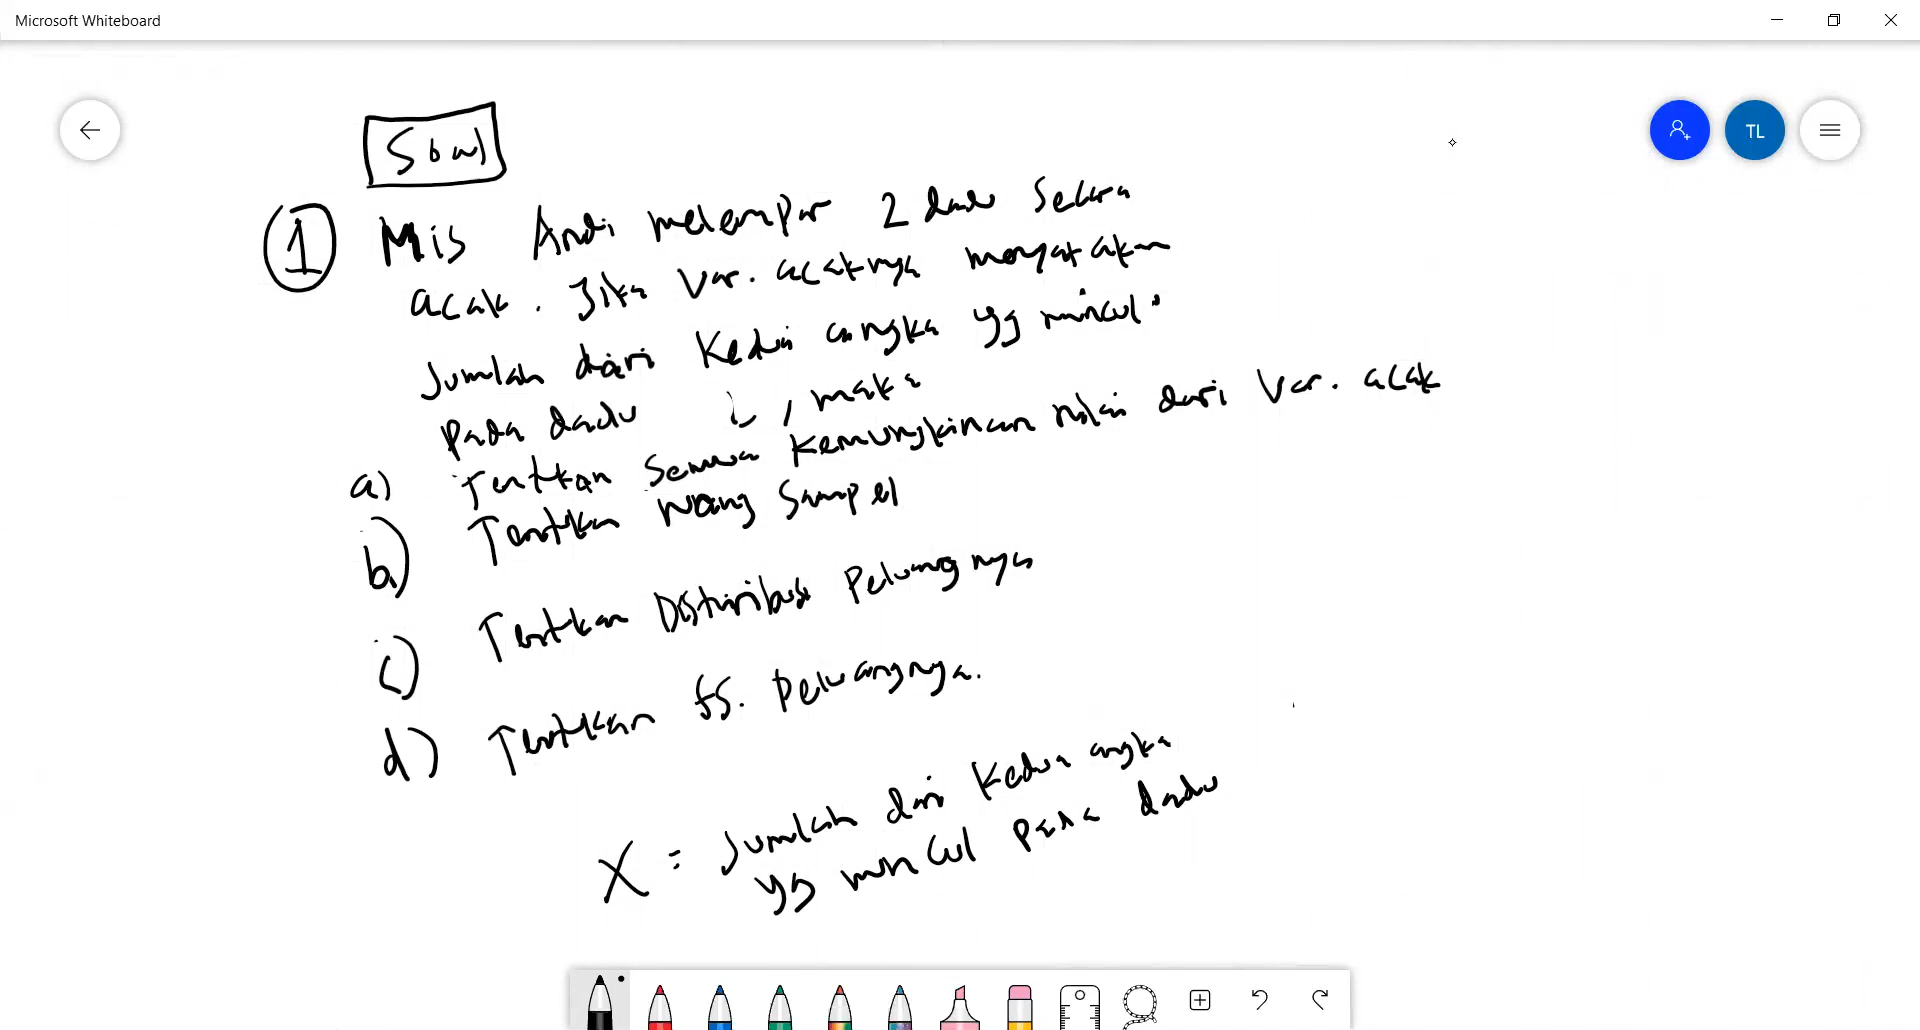 Microsoft Whiteboard
TL
Soal
1 Mis Andi melempar 2 dadu secara
acak. Jika Var. acaknya menyatakan
Jumlah dari Kedua angka yg muncul
pada dadu, maka
a) Tentkan Semua Kemungkinan nilai dari Var. acak
b) Tentkan ruang Sampel
c) Tentkan Distribusi Peluangnya
d) Tentkan fs. Peluangnya.
X = Jumlah dari Kedua angka
yg muncul pada dadu